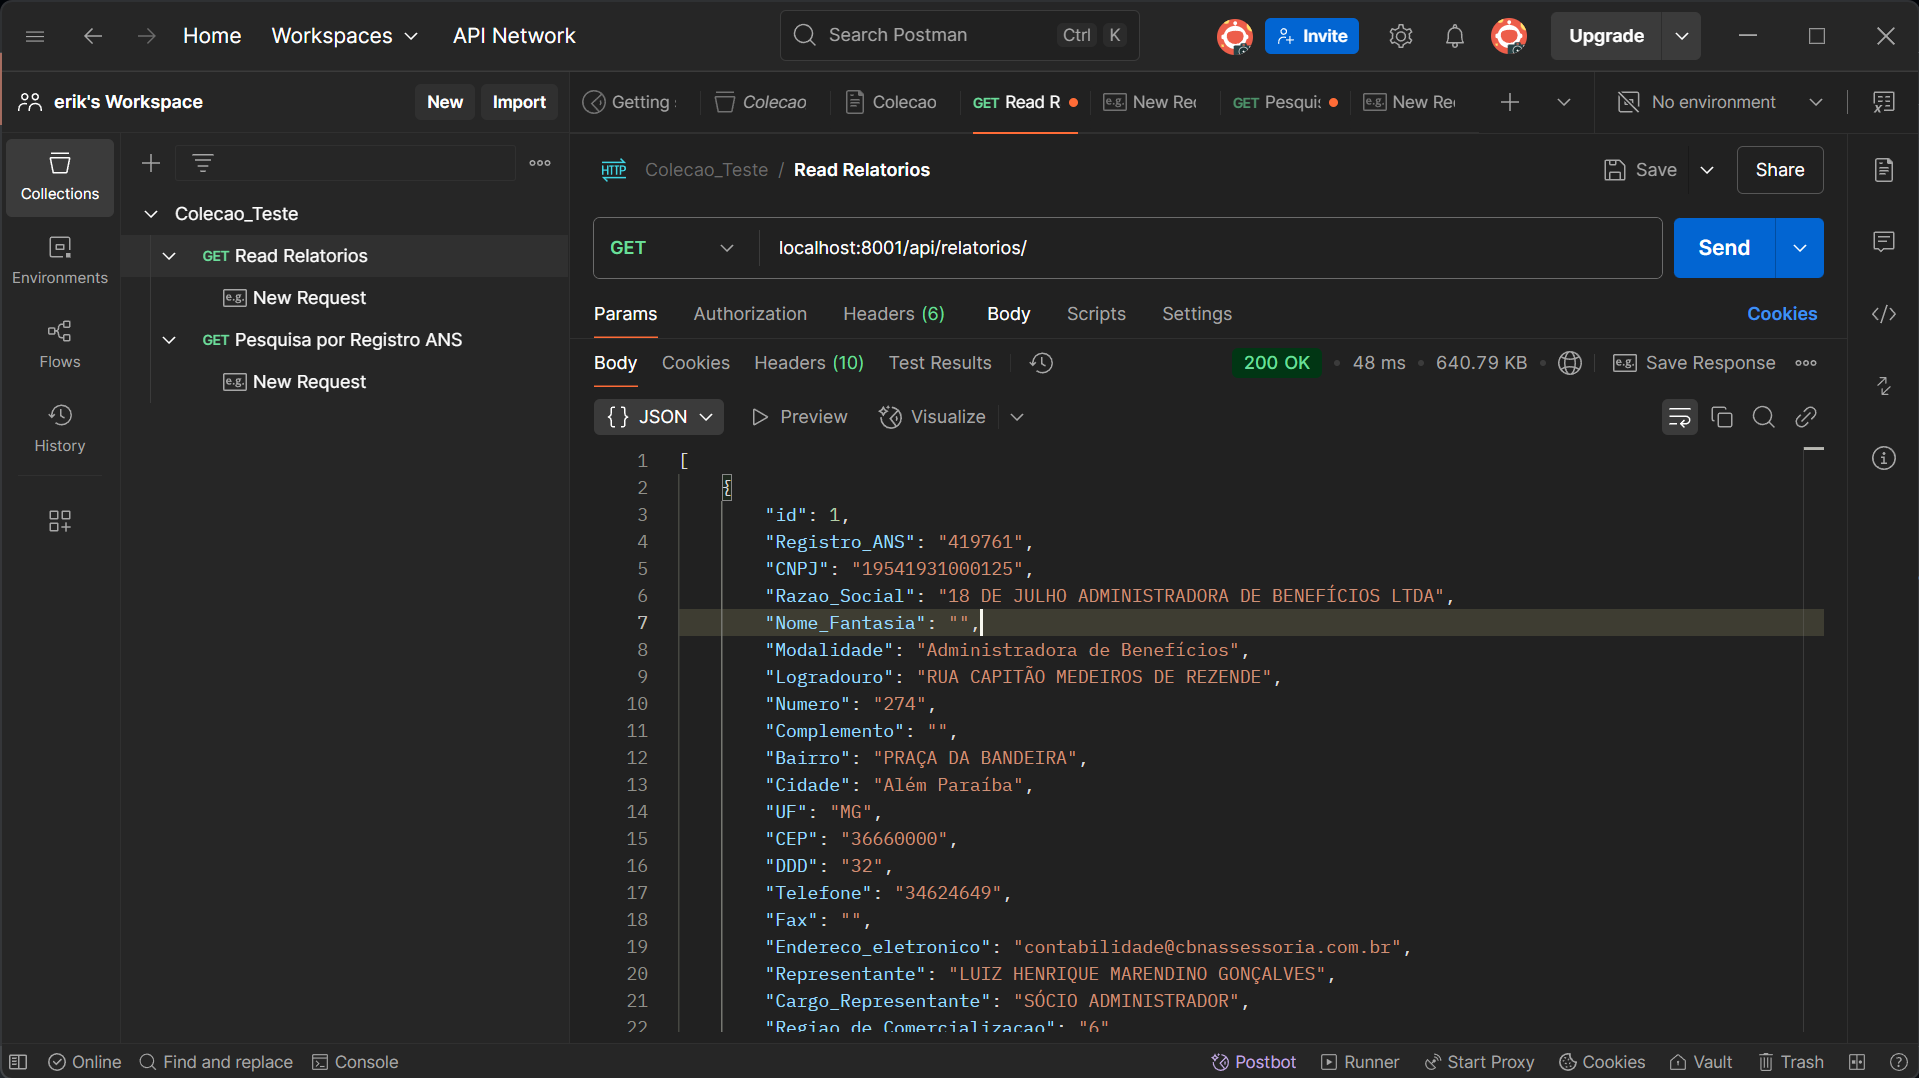 Home
Workspaces
API Network
Search Postman
Ctrl K
Invite
Upgrade
erik's Workspace
New
Import
Getting
Colecao
Colecao
GET Read R
e.g. New Rec
GET Pesquis
e.g. New Rec
No environment
Collections
Environments
Flows
History
Colecao_Teste
GET Read Relatorios
e.g. New Request
GET Pesquisa por Registro ANS
e.g. New Request
HTTP Colecao_Teste / Read Relatorios
Save
Share
GET
localhost:8001/api/relatorios/
Send
Params
Authorization
Headers (6)
Body
Scripts
Settings
Cookies
Body
Cookies
Headers (10)
Test Results
200 OK
48 ms
640.79 KB
e.g. Save Response
{} JSON
Preview
Visualize
1 [
2 {
3 "id": 1,
4 "Registro_ANS": "419761",
5 "CNPJ": "19541931000125",
6 "Razao_Social": "18 DE JULHO ADMINISTRADORA DE BENEFÍCIOS LTDA",
7 "Nome_Fantasia": "",
8 "Modalidade": "Administradora de Benefícios",
9 "Logradouro": "RUA CAPITÃO MEDEIROS DE REZENDE",
10 "Numero": "274",
11 "Complemento": "",
12 "Bairro": "PRAÇA DA BANDEIRA",
13 "Cidade": "Além Paraíba",
14 "UF": "MG",
15 "CEP": "36660000",
16 "DDD": "32",
17 "Telefone": "34624649",
18 "Fax": "",
19 "Endereco_eletronico": "contabilidade@cbnassessoria.com.br",
20 "Representante": "LUIZ HENRIQUE MARENDINO GONÇALVES",
21 "Cargo_Representante": "SÓCIO ADMINISTRADOR",
22 "Regiao_de_Comercializacao": "6"
Online
Find and replace
Console
Postbot
Runner
Start Proxy
Cookies
Vault
Trash